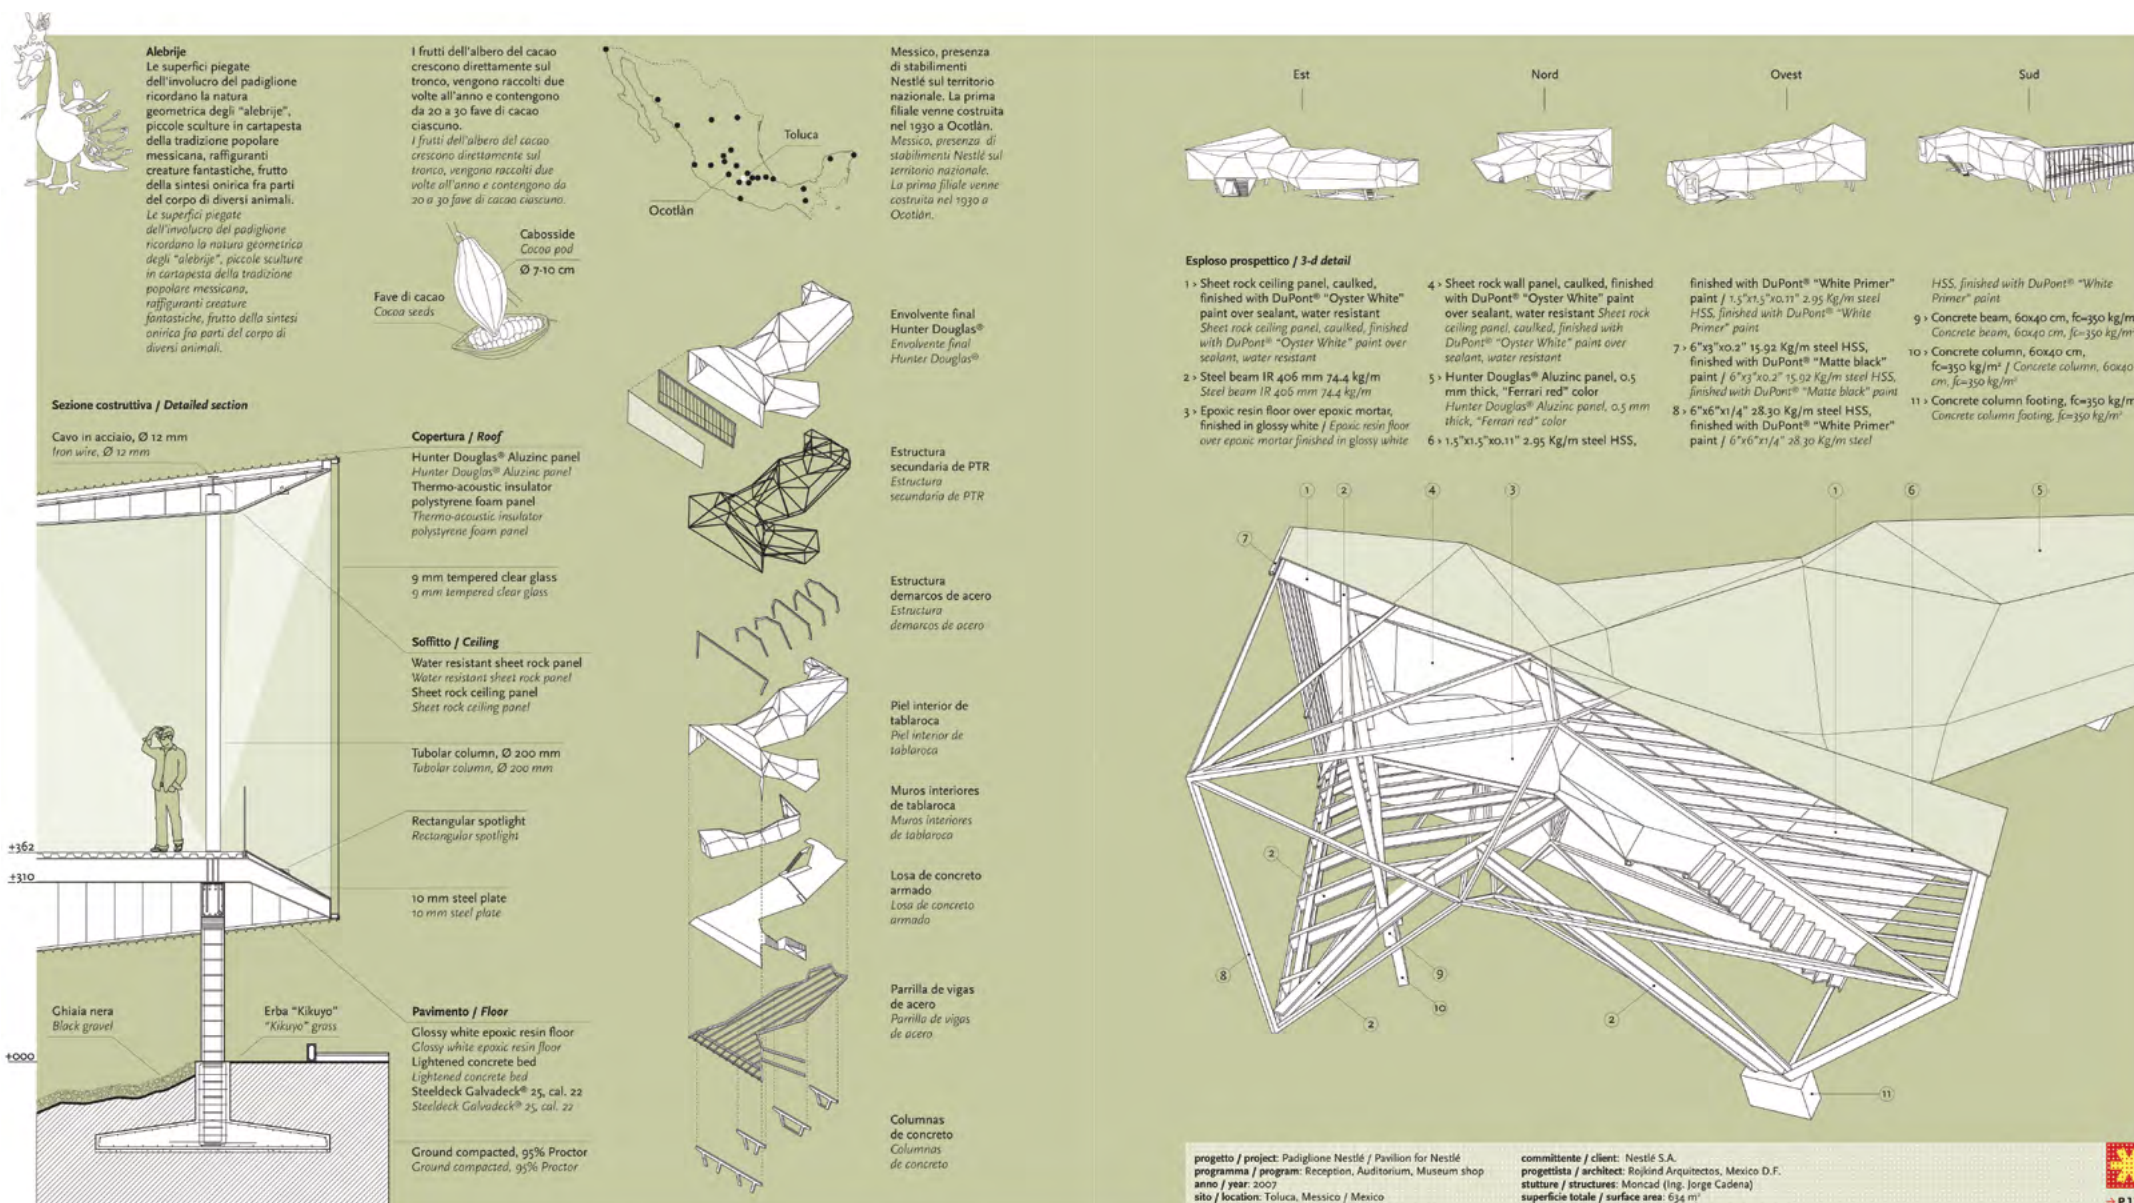 Alebrije
Le superfici piegate
dell'involucro del padiglione
ricordano la natura
geometrica degli "alebrije",
piccole sculture in cartapesta
della tradizione popolare
messicana, raffiguranti
creature fantastiche, frutto
della sintesi onirica fra parti
del corpo di diversi animali.
Le superfici piegate
dell'involucro del padiglione
ricordano la natura geometrica
degli "alebrije", piccole sculture
in cartapesta della tradizione
popolare messicana,
raffiguranti creature
fantastiche, frutto della sintesi
onirica fra parti del corpo di
diversi animali.
I frutti dell'albero del cacao
crescono direttamente sul
tronco, vengono raccolti due
volte all'anno e contengono
da 20 a 30 fave di cacao
ciascuno.
I frutti dell'albero del cacao
crescono direttamente sul
tronco, vengono raccolti due
volte all'anno e contengono da
20 a 30 fave di cacao ciascuno.
Cabosside
Cocoa pod
Ø 7-10 cm
Fave di cacao
Cocoa seeds
Toluca
Ocotlàn
Messico, presenza
di stabilimenti
Nestlé sul territorio
nazionale. La prima
filiale venne costruita
nel 1930 a Ocotlán.
Messico, presenza di
stabilimenti Nestlé sul
territorio nazionale.
La prima filiale venne
costruita nel 1930 a
Ocotlán.
Sezione costruttiva / Detailed section
Cavo in acciaio, Ø 12 mm
Iron wire, Ø 12 mm
Copertura / Roof
Hunter Douglas® Aluzinc panel
Hunter Douglas® Aluzinc panel
Thermo-acoustic insulator
polystyrene foam panel
Thermo-acoustic insulator
polystyrene foam panel
9 mm tempered clear glass
9 mm tempered clear glass
Soffitto / Ceiling
Water resistant sheet rock panel
Water resistant sheet rock panel
Sheet rock ceiling panel
Sheet rock ceiling panel
Tubolar column, Ø 200 mm
Tubolar column, Ø 200 mm
Rectangular spotlight
Rectangular spotlight
10 mm steel plate
10 mm steel plate
+362
+310
+000
Ghiaia nera
Black gravel
Erba "Kikuyo"
"Kikuyo" grass
Pavimento / Floor
Glossy white epoxic resin floor
Glossy white epoxic resin floor
Lightened concrete bed
Lightened concrete bed
Steeldeck Galvadeck® 25, cal. 22
Steeldeck Galvadeck® 25, cal. 22
Ground compacted, 95% Proctor
Ground compacted, 95% Proctor
Envolvente final
Hunter Douglas®
Envolvente final
Hunter Douglas®
Estructura
secundaria de PTR
Estructura
secundaria de PTR
Estructura
demarcos de acero
Estructura
demarcos de acero
Piel interior de
tablaroca
Piel interior de
tablaroca
Muros interiores
de tablaroca
Muros interiores
de tablaroca
Losa de concreto
armado
Losa de concreto
armado
Parrilla de vigas
de acero
Parrilla de vigas
de acero
Columnas
de concreto
Columnas
de concreto
Est
Nord
Ovest
Sud
Esploso prospettico / 3-d detail
1 › Sheet rock ceiling panel, caulked,
finished with DuPont® "Oyster White"
paint over sealant, water resistant
Sheet rock ceiling panel, caulked, finished
with DuPont® "Oyster White" paint over
sealant, water resistant
2 › Steel beam IR 406 mm 74.4 kg/m
Steel beam IR 406 mm 74.4 kg/m
3 › Epoxic resin floor over epoxic mortar,
finished in glossy white / Epoxic resin floor
over epoxic mortar finished in glossy white
4 › Sheet rock wall panel, caulked, finished
with DuPont® "Oyster White" paint
over sealant, water resistant Sheet rock
ceiling panel, caulked, finished with
DuPont® "Oyster White" paint over
sealant, water resistant
5 › Hunter Douglas® Aluzinc panel, 0.5
mm thick, "Ferrari red" color
Hunter Douglas® Aluzinc panel, 0.5 mm
thick, "Ferrari red" color
6 › 1.5"x1.5"x0.11" 2.95 Kg/m steel HSS,
finished with DuPont® "White Primer"
paint / 1.5"x1.5"x0.11" 2.95 Kg/m steel
HSS, finished with DuPont® "White
Primer" paint
7 › 6"x3"x0.2" 15.92 Kg/m steel HSS,
finished with DuPont® "Matte black"
paint / 6"x3"x0.2" 15.92 Kg/m steel HSS,
finished with DuPont® "Matte black" paint
8 › 6"x6"x1/4" 28.30 Kg/m steel HSS,
finished with DuPont® "White Primer"
paint / 6"x6"x1/4" 28.30 Kg/m steel
HSS, finished with DuPont® "White
Primer" paint
9 › Concrete beam, 60x40 cm, fc=350 kg/m
Concrete beam, 60x40 cm, fc=350 kg/m
10 › Concrete column, 60x40 cm,
fc=350 kg/m² / Concrete column, 60x40
cm, fc=350 kg/m²
11 › Concrete column footing, fc=350 kg/m
Concrete column footing, fc=350 kg/m²
1
2
4
3
1
6
5
7
2
8
2
9
10
2
11
progetto / project: Padiglione Nestlé / Pavilion for Nestlé
programma / program: Reception, Auditorium, Museum shop
anno / year: 2007
sito / location: Toluca, Messico / Mexico
committente / client: Nestlé S.A.
progettista / architect: Rojkind Arquitectos, Mexico D.F.
stutture / structures: Moncad (Ing. Jorge Cadena)
superficie totale / surface area: 634 m²